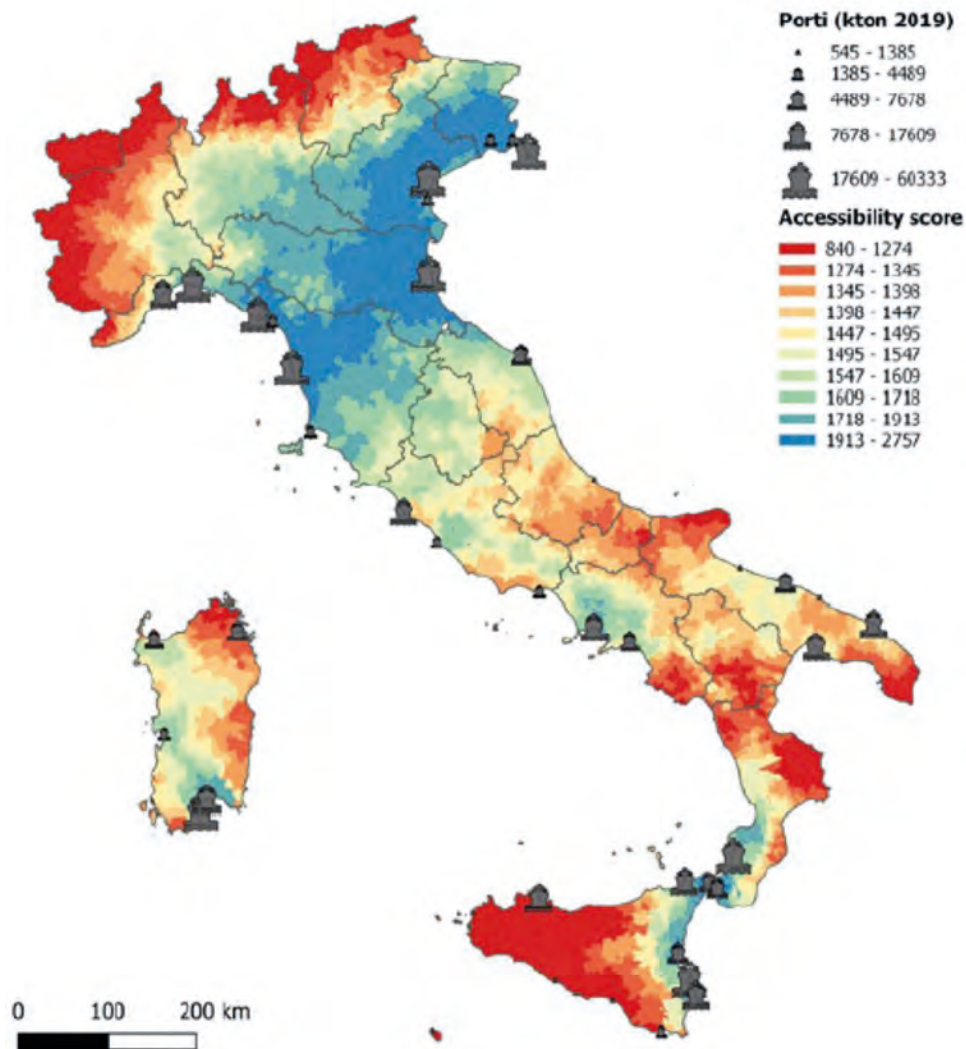 Porti (kton 2019)
545 - 1385
1385 - 4489
4489 - 7678
7678 - 17609
17609 - 60333
Accessibility score
840 - 1274
1274 - 1345
1345 - 1398
1398 - 1447
1447 - 1495
1495 - 1547
1547 - 1609
1609 - 1718
1718 - 1913
1913 - 2757
0 100 200 km